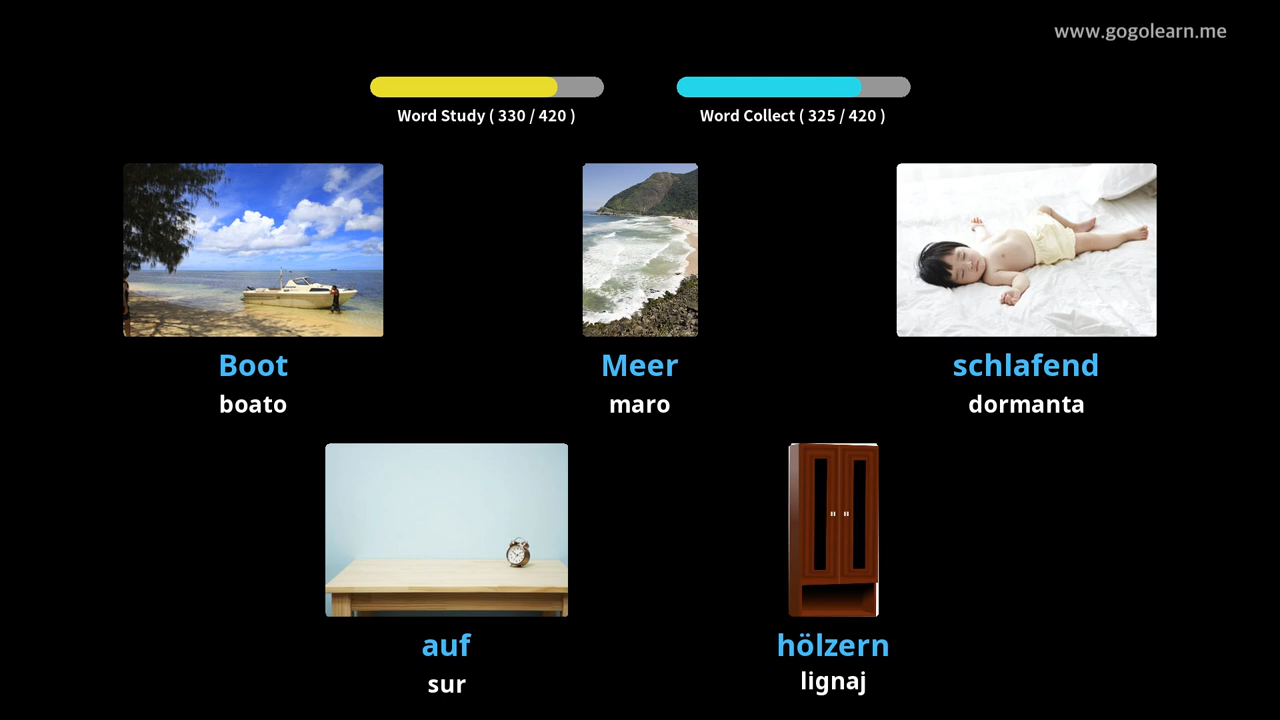 www.gogolearn.me
Word Study ( 330 / 420 )
Word Collect ( 325 / 420 )
Boot
boato
Meer
maro
schlafend
dormanta
auf
sur
hölzern
lignaj